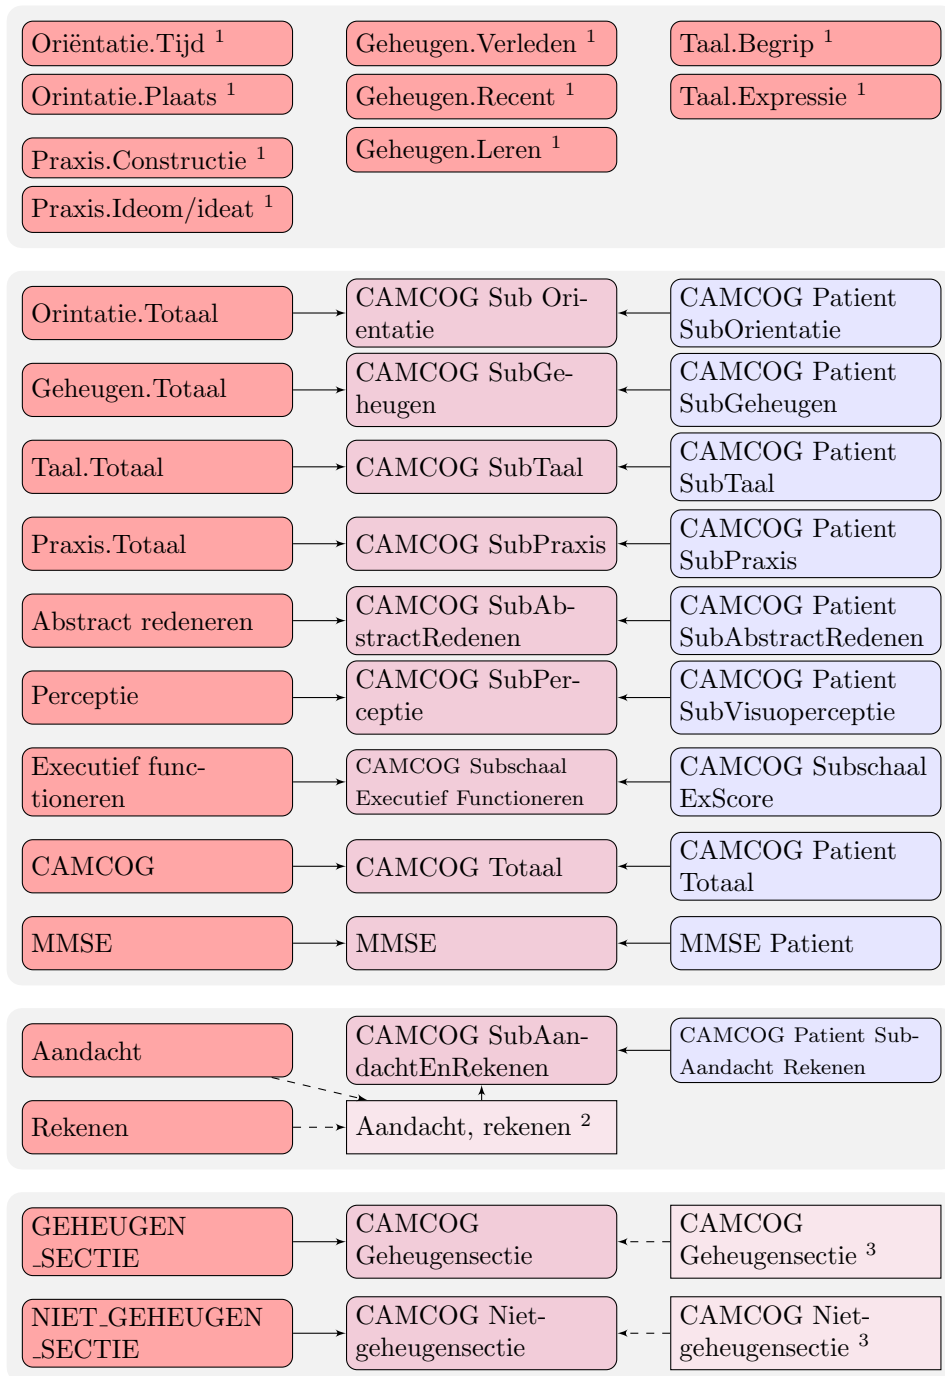 Oriëntatie.Tijd ¹
Geheugen.Verleden ¹
Taal.Begrip ¹
Orintatie.Plaats ¹
Geheugen.Recent ¹
Taal.Expressie ¹
Praxis.Constructie ¹
Geheugen.Leren ¹
Praxis.Ideom/ideat ¹
Orintatie.Totaal
CAMCOG Sub Ori-
entatie
CAMCOG Patient
SubOrientatie
Geheugen.Totaal
CAMCOG SubGe-
heugen
CAMCOG Patient
SubGeheugen
Taal.Totaal
CAMCOG SubTaal
CAMCOG Patient
SubTaal
Praxis.Totaal
CAMCOG SubPraxis
CAMCOG Patient
SubPraxis
Abstract redeneren
CAMCOG SubAb-
stractRedenen
CAMCOG Patient
SubAbstractRedenen
Perceptie
CAMCOG SubPer-
ceptie
CAMCOG Patient
SubVisuoperceptie
Executief func-
tioneren
CAMCOG Subschaal
Executief Functioneren
CAMCOG Subschaal
ExScore
CAMCOG
CAMCOG Totaal
CAMCOG Patient
Totaal
MMSE
MMSE
MMSE Patient
Aandacht
CAMCOG SubAan-
dachtEnRekenen
CAMCOG Patient Sub-
Aandacht Rekenen
Rekenen
Aandacht, rekenen ²
GEHEUGEN
_SECTIE
CAMCOG
Geheugensectie
CAMCOG
Geheugensectie ³
NIET_GEHEUGEN
_SECTIE
CAMCOG Niet-
geheugensectie
CAMCOG Niet-
geheugensectie ³